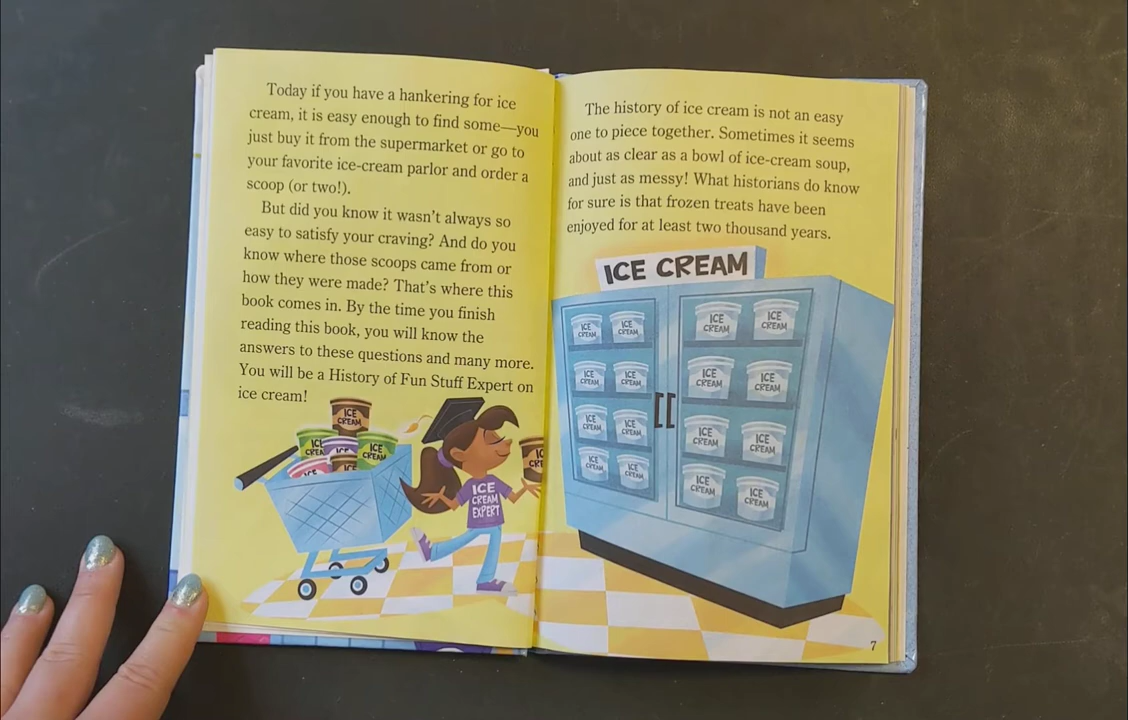 Today if you have a hankering for ice
cream, it is easy enough to find some—you
just buy it from the supermarket or go to
your favorite ice-cream parlor and order a
scoop (or two!).
But did you know it wasn't always so
easy to satisfy your craving? And do you
know where those scoops came from or
how they were made? That's where this
book comes in. By the time you finish
reading this book, you will know the
answers to these questions and many more.
You will be a History of Fun Stuff Expert on
ice cream!
ICE
CREAM
ICE
CREAM
ICE
CREAM
EXPERT
The history of ice cream is not an easy
one to piece together. Sometimes it seems
about as clear as a bowl of ice-cream soup,
and just as messy! What historians do know
for sure is that frozen treats have been
enjoyed for at least two thousand years.
ICE CREAM
ICE CREAM ICE CREAM ICE CREAM ICE CREAM
ICE CREAM ICE CREAM ICE CREAM ICE CREAM
ICE CREAM ICE CREAM ICE CREAM ICE CREAM
ICE CREAM ICE CREAM ICE CREAM ICE CREAM
7